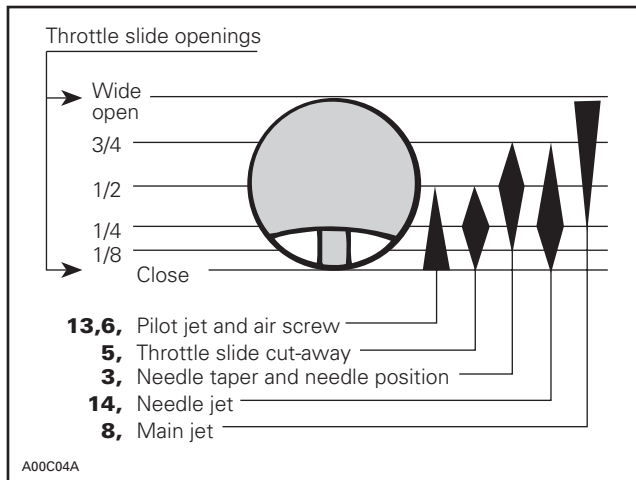 Throttle slide openings
Wide
open
3/4
1/2
1/4
1/8
Close
13,6, Pilot jet and air screw
5, Throttle slide cut-away
3, Needle taper and needle position
14, Needle jet
8, Main jet
A00C04A